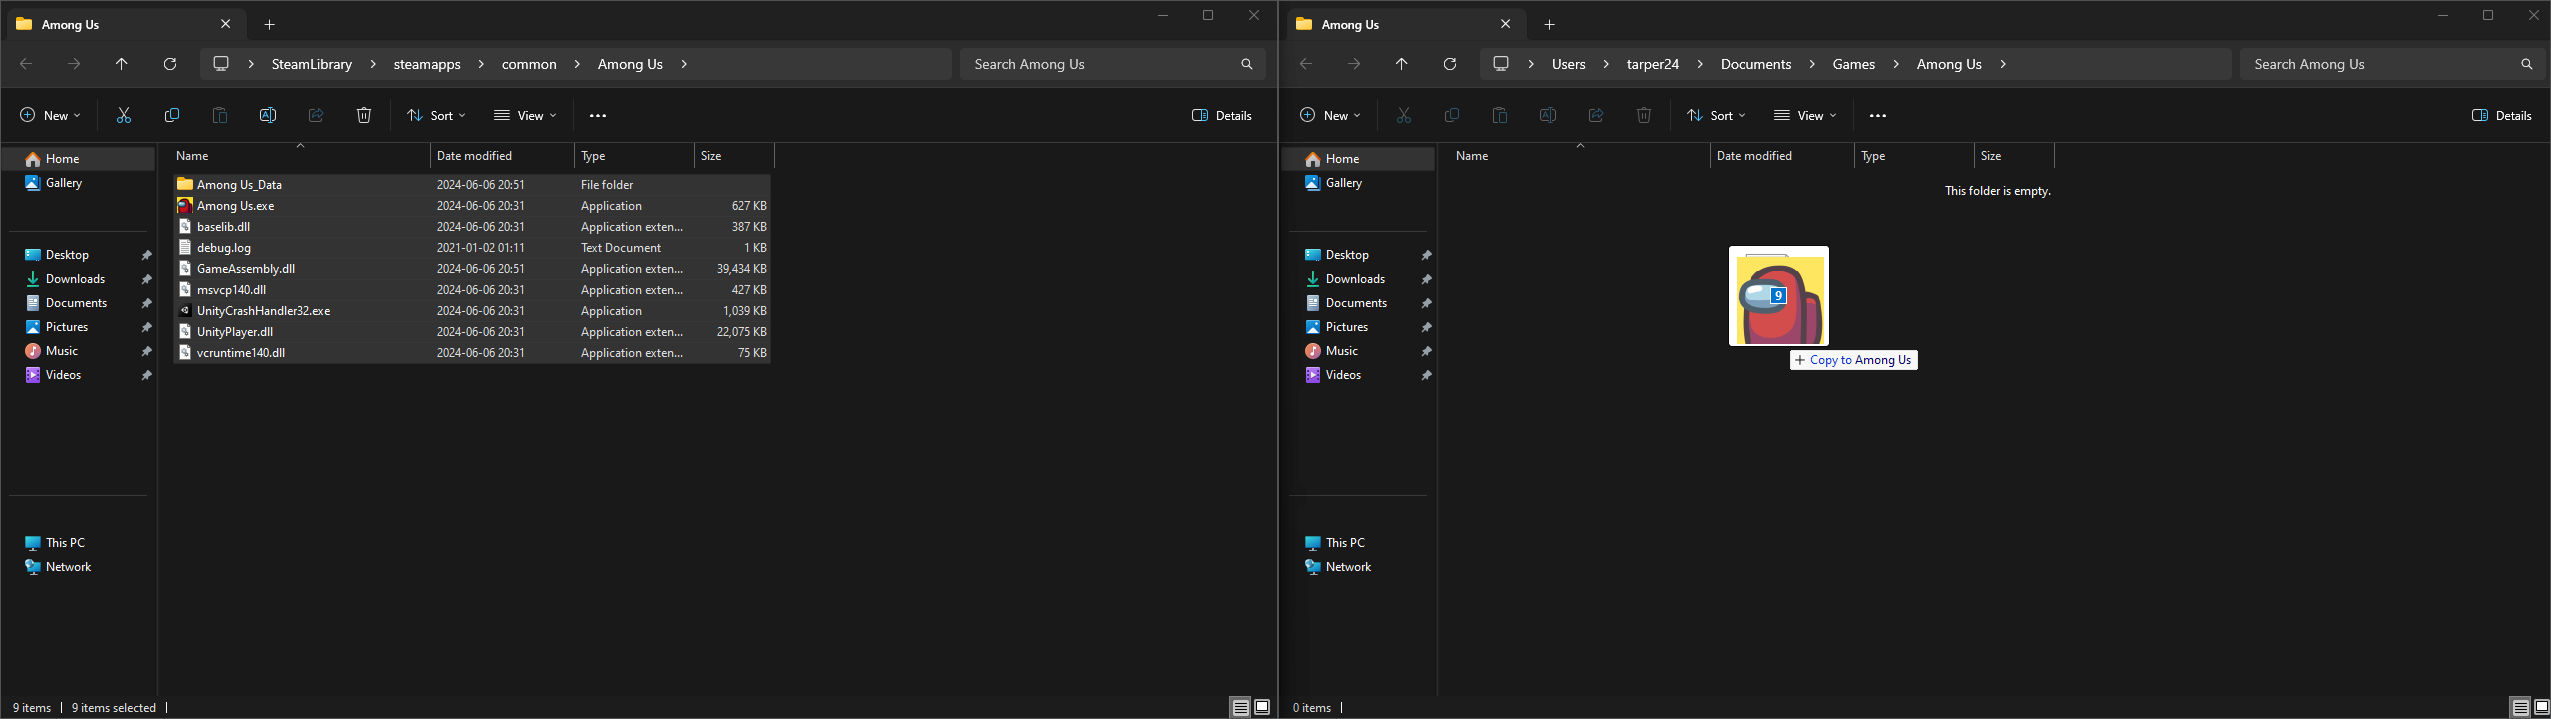 Among Us
SteamLibrary steamapps common Among Us
Search Among Us
New Sort View Details
Home
Gallery
Desktop
Downloads
Documents
Pictures
Music
Videos
This PC
Network
Name Date modified Type Size
Among Us_Data 2024-06-06 20:51 File folder
Among Us.exe 2024-06-06 20:31 Application 627 KB
baselib.dll 2024-06-06 20:31 Application exten... 387 KB
debug.log 2021-01-02 01:11 Text Document 1 KB
GameAssembly.dll 2024-06-06 20:51 Application exten... 39,434 KB
msvcp140.dll 2024-06-06 20:31 Application exten... 427 KB
UnityCrashHandler32.exe 2024-06-06 20:31 Application 1,039 KB
UnityPlayer.dll 2024-06-06 20:31 Application exten... 22,075 KB
vcruntime140.dll 2024-06-06 20:31 Application exten... 75 KB
9 items 9 items selected
Among Us
Users tarper24 Documents Games Among Us
Search Among Us
New Sort View Details
Home
Gallery
Desktop
Downloads
Documents
Pictures
Music
Videos
This PC
Network
Name Date modified Type Size
This folder is empty.
9
+ Copy to Among Us
0 items